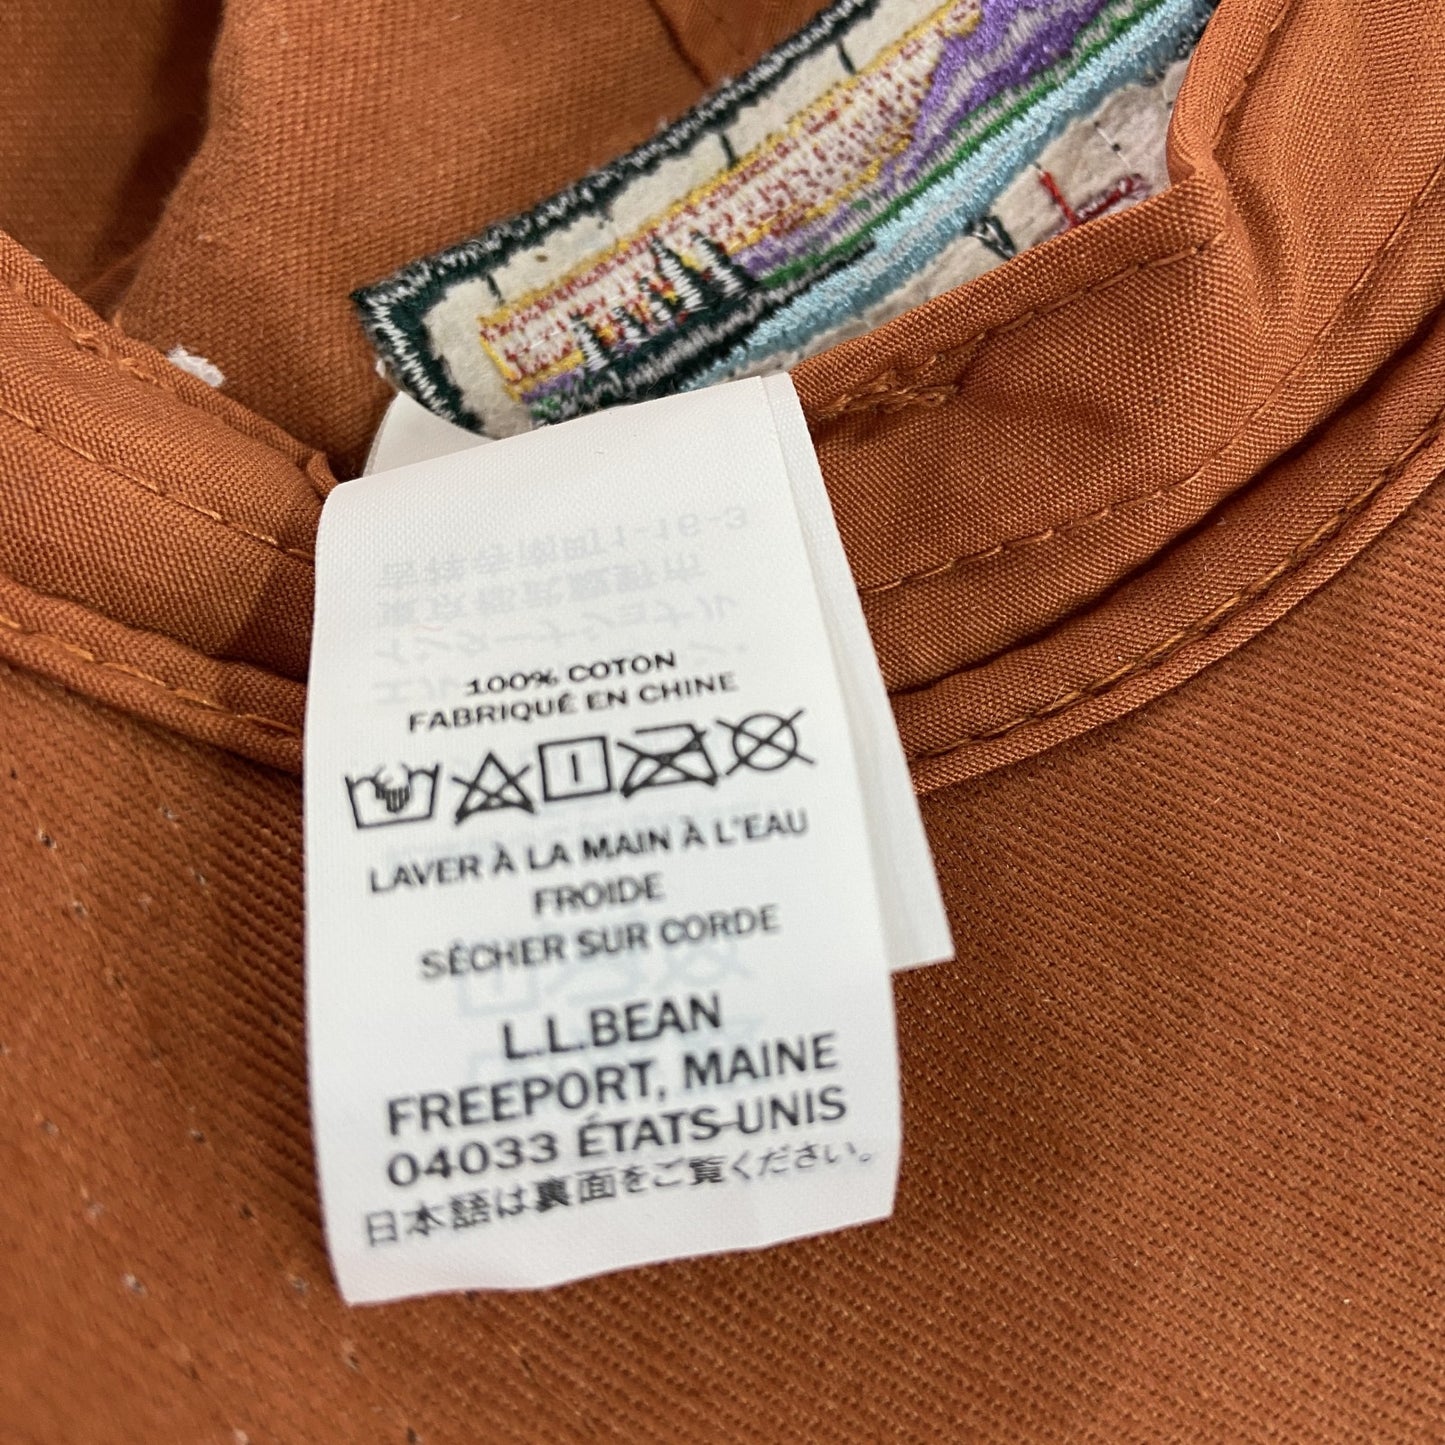 100% COTON
FABRIQUÉ EN CHINE
LAVER À LA MAIN À L'EAU
FROIDE
SÉCHER SUR CORDE
L.L.BEAN
FREEPORT, MAINE
04033 ÉTATS-UNIS
日本語は裏面をご覧ください。